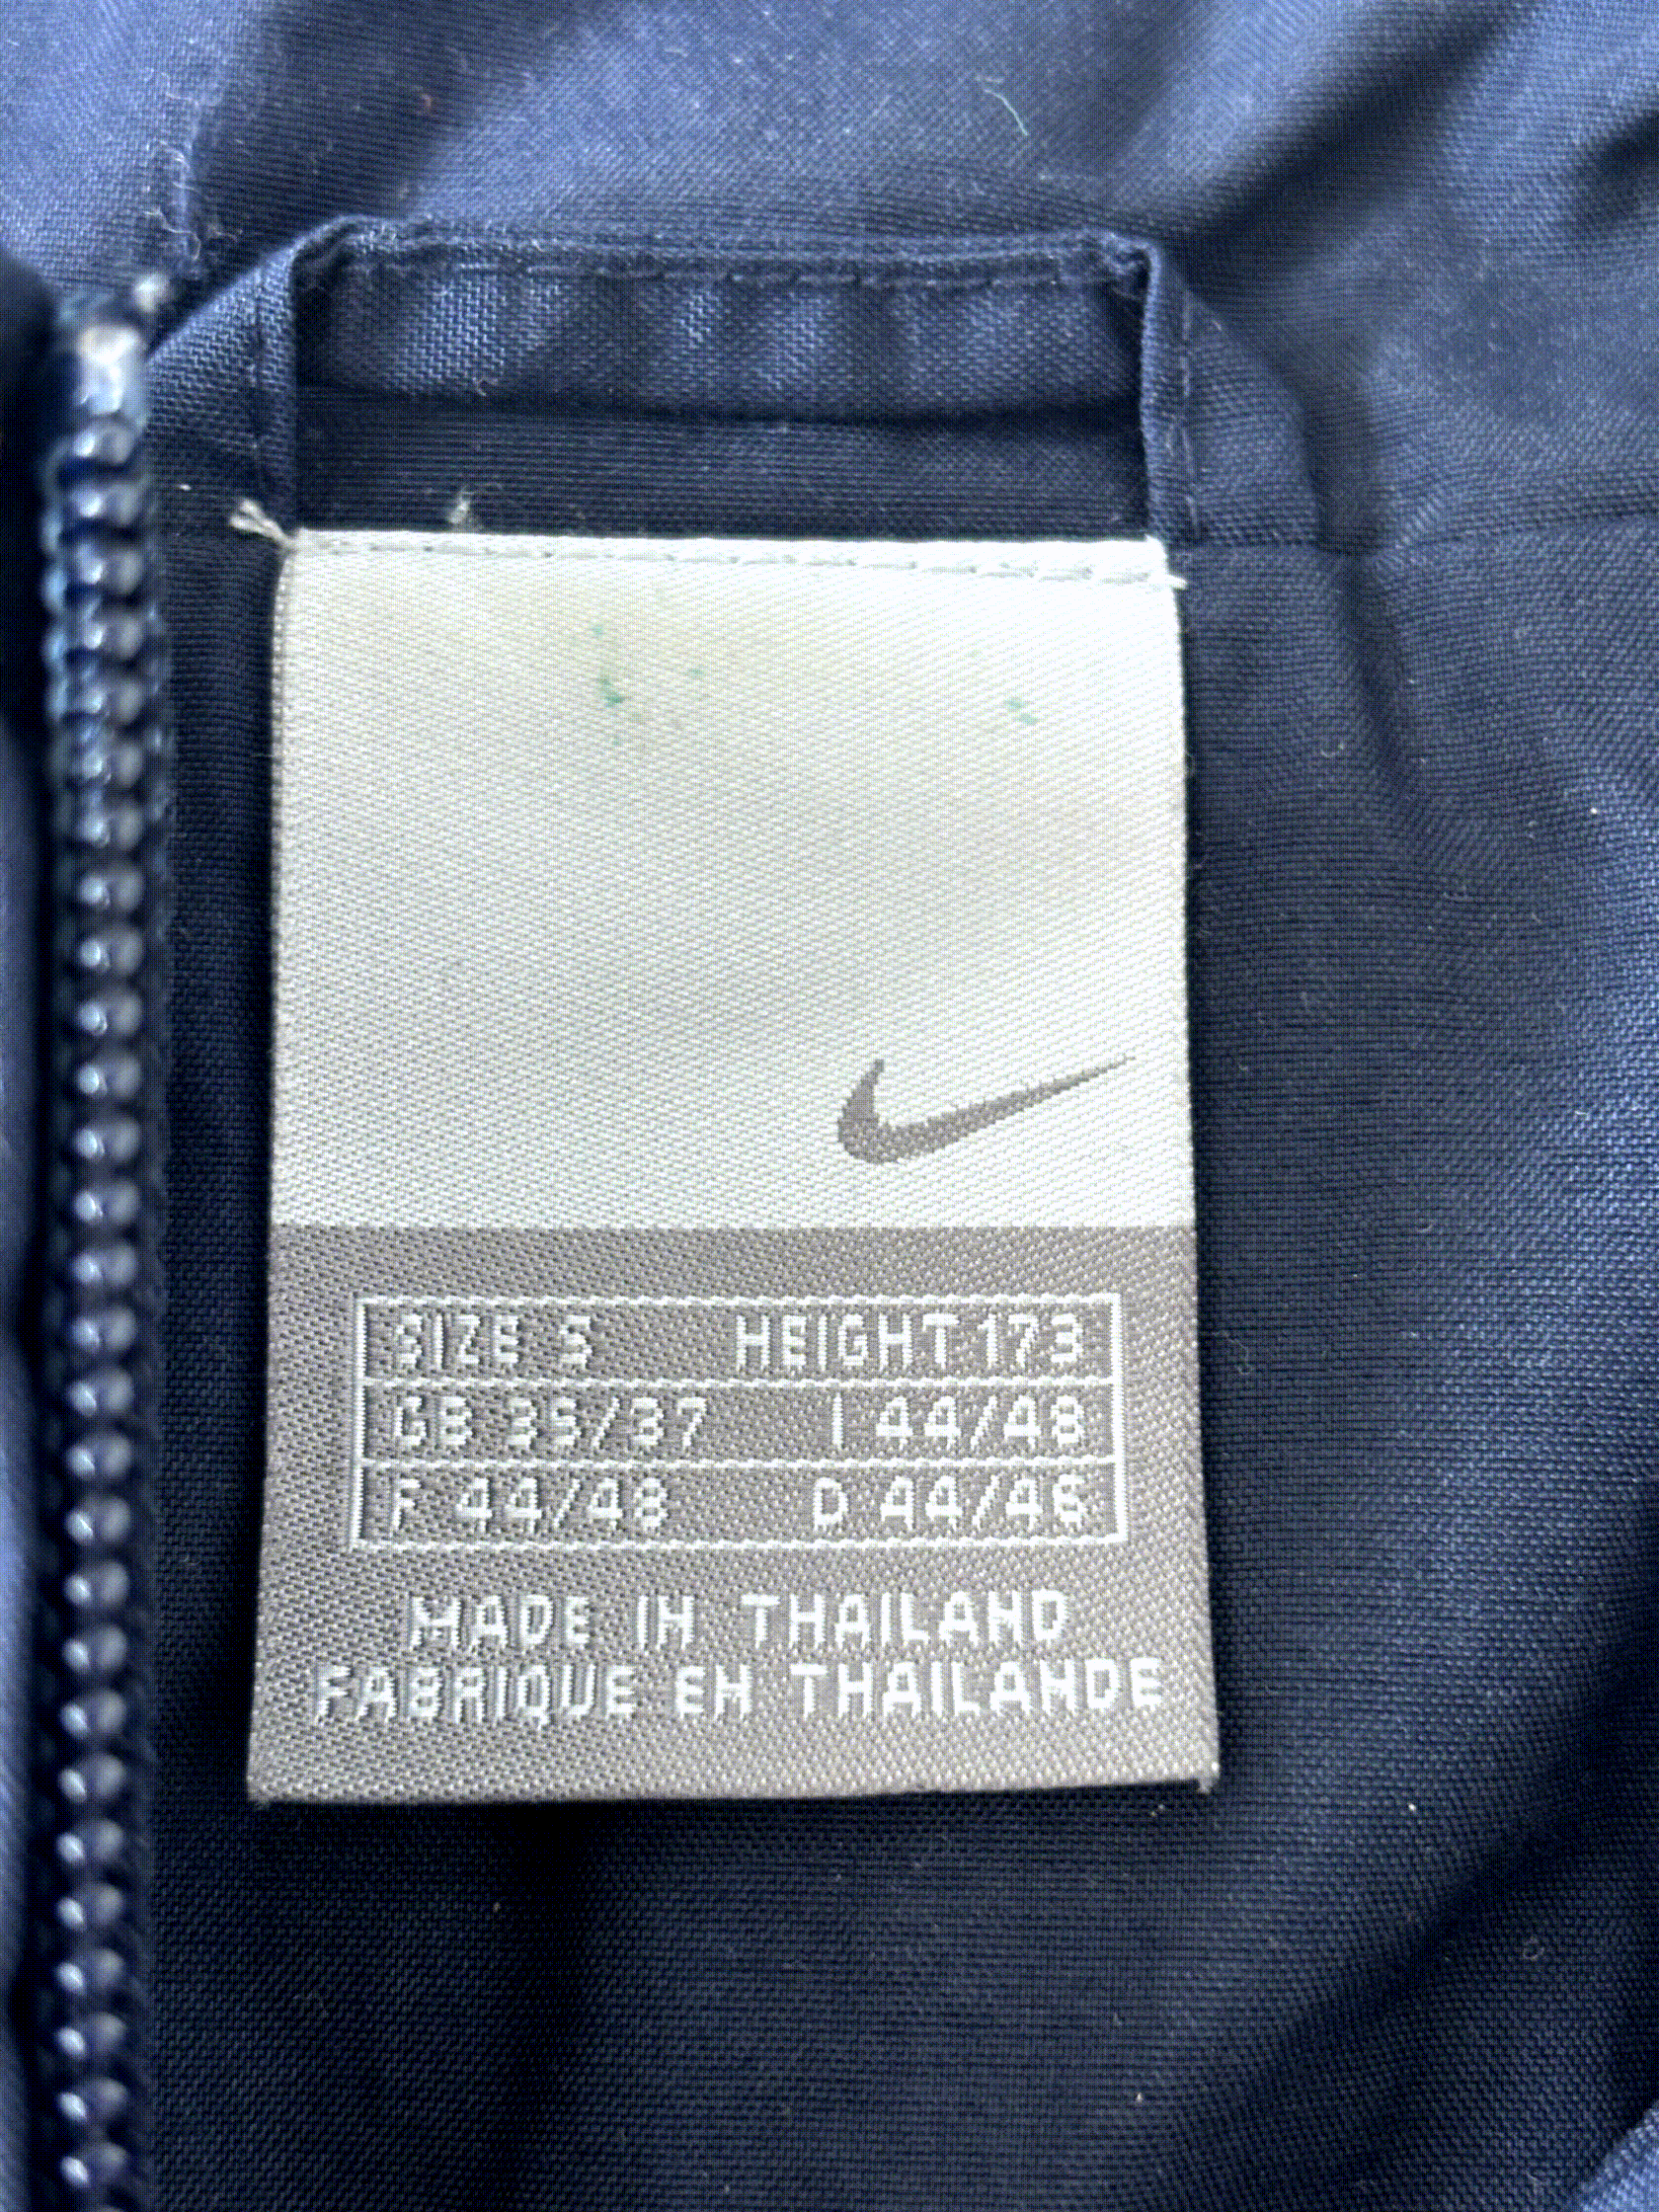 SIZE S HEIGHT 173
GB 35/37 I 44/48
F 44/48 D 44/46
MADE IN THAILAND
FABRIQUE EN THAILANDE